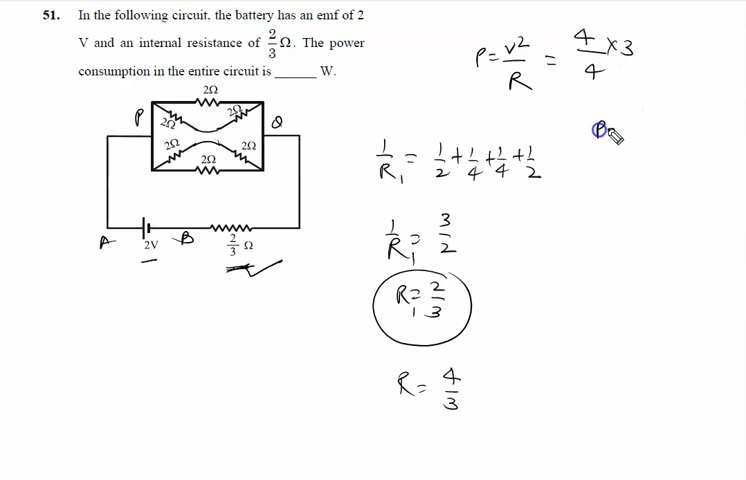 51. In the following circuit, the battery has an emf of 2
V and an internal resistance of 2/3 Ω. The power
consumption in the entire circuit is ______ W.
2Ω
P
2Ω
2Ω
Q
2Ω
2Ω
2Ω
A
2V
B
2/3 Ω
P = V²/R = 4/4 × 3
P
1/R₁ = 1/2 + 1/4 + 1/4 + 1/2
1/R₁ = 3/2
R₁ = 2/3
R = 4/3